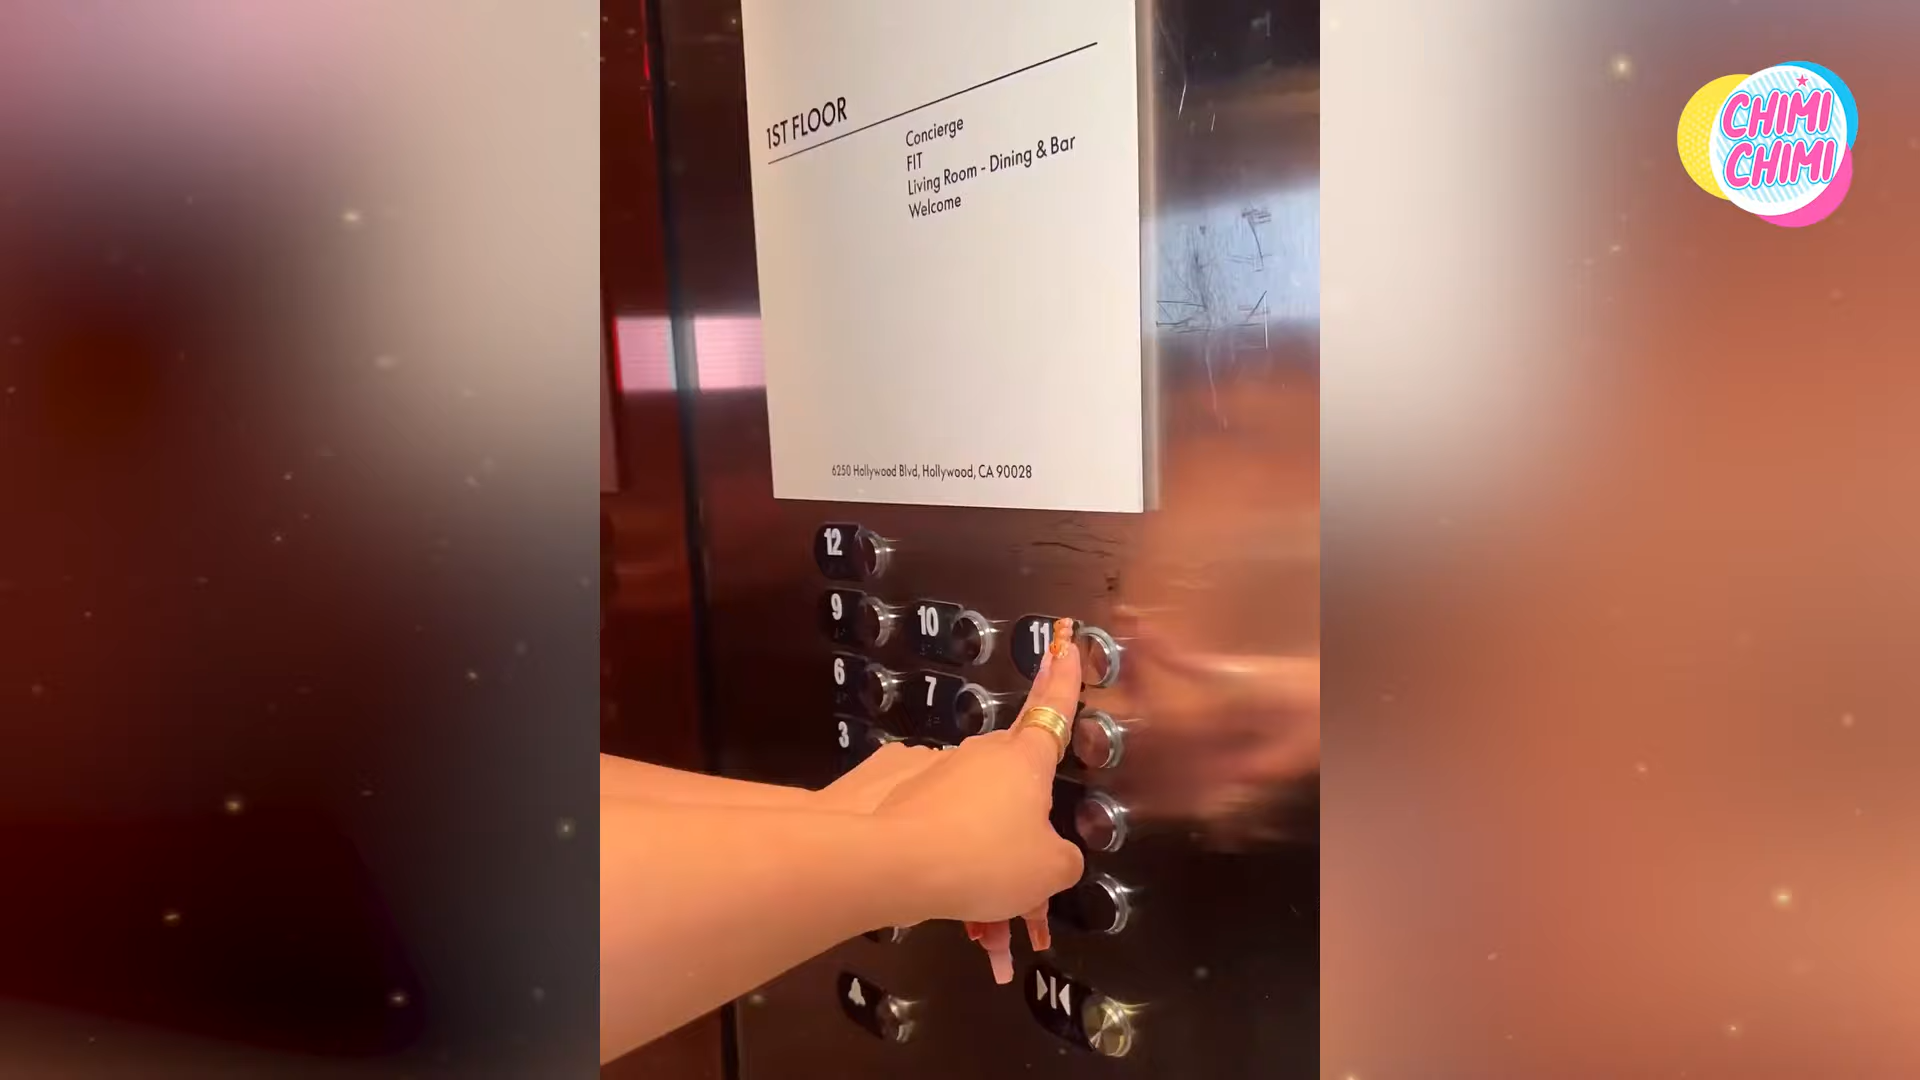 1ST FLOOR
Concierge
FIT
Living Room - Dining & Bar
Welcome
6250 Hollywood Blvd, Hollywood, CA 90028
12
9
10
11
6
7
3
CHIMI
CHIMI